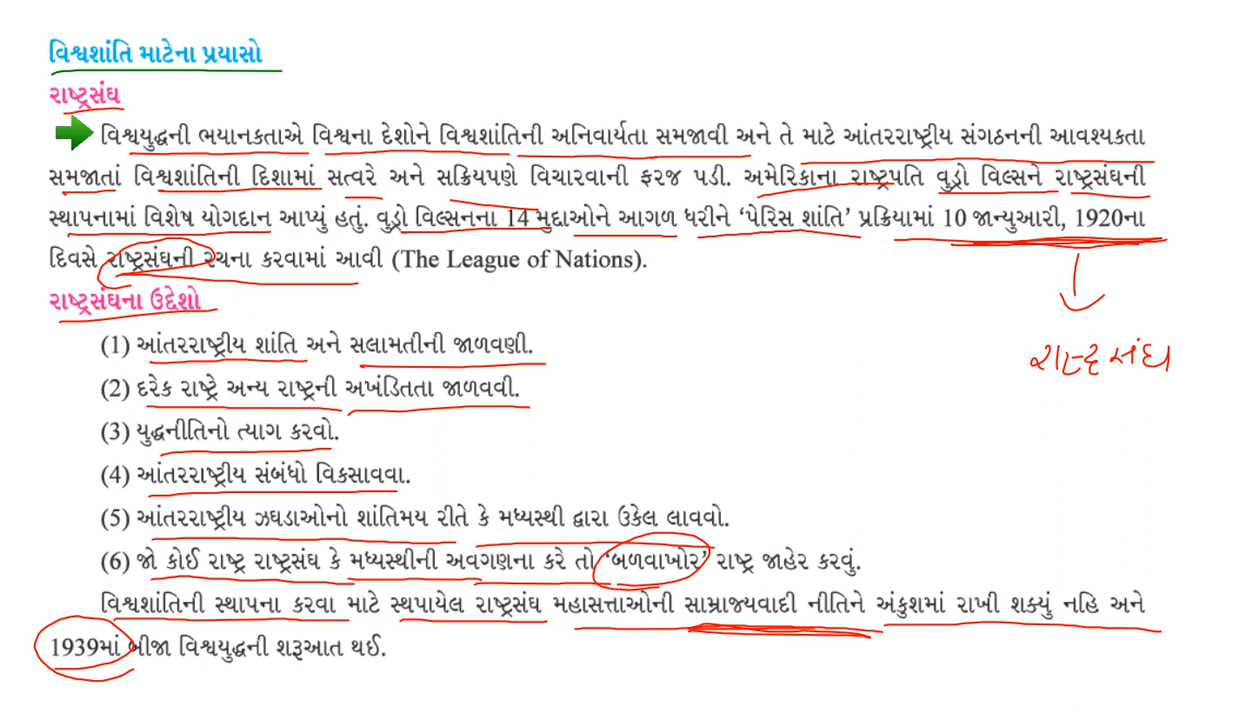 વિશ્વશાંતિ માટેના પ્રયાસો
રાષ્ટ્રસંઘ
વિશ્વયુદ્ધની ભયાનકતાએ વિશ્વના દેશોને વિશ્વશાંતિની અનિવાર્યતા સમજાવી અને તે માટે આંતરરાષ્ટ્રીય સંગઠનની આવશ્યકતા
સમજાતાં વિશ્વશાંતિની દિશામાં સત્વરે અને સક્રિયપણે વિચારવાની ફરજ પડી. અમેરિકાના રાષ્ટ્રપતિ વુડ્રો વિલ્સને રાષ્ટ્રસંઘની
સ્થાપનામાં વિશેષ યોગદાન આપ્યું હતું. વુડ્રો વિલ્સનના 14 મુદાઓને આગળ ધરીને ‘પેરિસ શાંતિ’ પ્રક્રિયામાં 10 જાન્યુઆરી, 1920ના
દિવસે રાષ્ટ્રસંઘની રચના કરવામાં આવી (The League of Nations).
રાષ્ટ્રસંઘના ઉદ્દેશો
(1) આંતરરાષ્ટ્રીય શાંતિ અને સલામતીની જાળવણી.
રાષ્ટ્રસંઘ
(2) દરેક રાષ્ટ્રે અન્ય રાષ્ટ્રની અખંડિતતા જાળવવી.
(3) યુદ્ધનીતિનો ત્યાગ કરવો.
(4) આંતરરાષ્ટ્રીય સંબંધો વિકસાવવા.
(5) આંતરરાષ્ટ્રીય ઝઘડાઓનો શાંતિમય રીતે કે મધ્યસ્થી દ્વારા ઉકેલ લાવવો.
(6) જો કોઈ રાષ્ટ્ર રાષ્ટ્રસંઘ કે મધ્યસ્થીની અવગણના કરે તો ‘બળવાખોર’ રાષ્ટ્ર જાહેર કરવું.
વિશ્વશાંતિની સ્થાપના કરવા માટે સ્થપાયેલ રાષ્ટ્રસંઘ મહાસત્તાઓની સામ્રાજ્યવાદી નીતિને અંકુશમાં રાખી શક્યું નહિ અને
1939માં બીજા વિશ્વયુદ્ધની શરૂઆત થઈ.